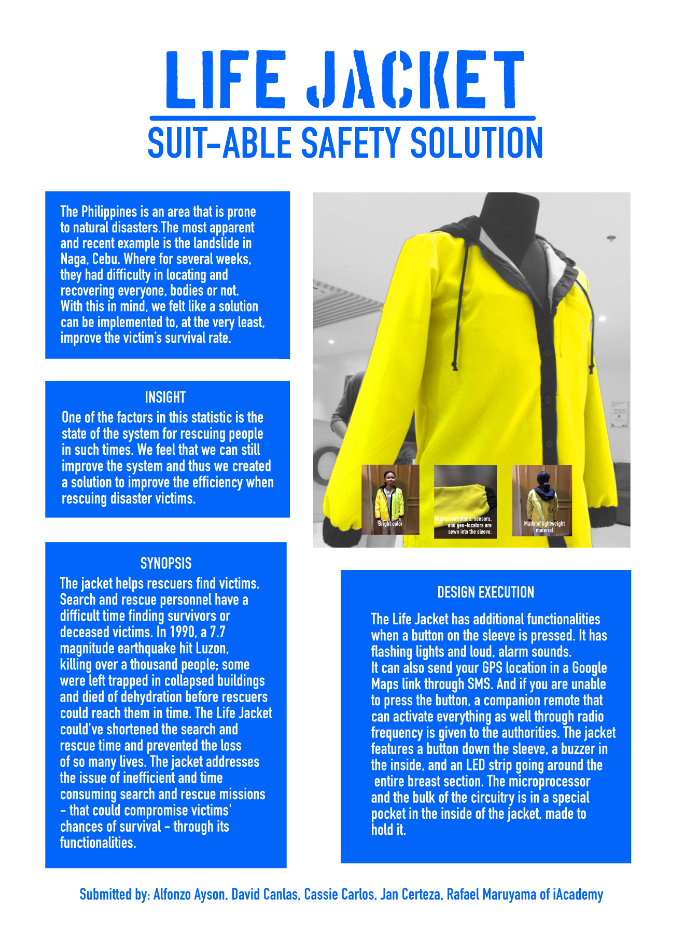 LIFE JACKET
SUIT-ABLE SAFETY SOLUTION
The Philippines is an area that is prone
to natural disasters.The most apparent
and recent example is the landslide in
Naga, Cebu. Where for several weeks,
they had difficulty in locating and
recovering everyone, bodies or not.
With this in mind, we felt like a solution
can be implemented to, at the very least,
improve the victim's survival rate.
INSIGHT
One of the factors in this statistic is the
state of the system for rescuing people
in such times. We feel that we can still
improve the system and thus we created
a solution to improve the efficiency when
rescuing disaster victims.
SYNOPSIS
The jacket helps rescuers find victims.
Search and rescue personnel have a
difficult time finding survivors or
deceased victims. In 1990, a 7.7
magnitude earthquake hit Luzon,
killing over a thousand people; some
were left trapped in collapsed buildings
and died of dehydration before rescuers
could reach them in time. The Life Jacket
could've shortened the search and
rescue time and prevented the loss
of so many lives. The jacket addresses
the issue of inefficient and time
consuming search and rescue missions
- that could compromise victims'
chances of survival - through its
functionalities.
Bright color
sensors,
and geo-locators are
sewn into the sleeve.
Made of lightweight
material
DESIGN EXECUTION
The Life Jacket has additional functionalities
when a button on the sleeve is pressed. It has
flashing lights and loud, alarm sounds.
It can also send your GPS location in a Google
Maps link through SMS. And if you are unable
to press the button, a companion remote that
can activate everything as well through radio
frequency is given to the authorities. The jacket
features a button down the sleeve, a buzzer in
the inside, and an LED strip going around the
entire breast section. The microprocessor
and the bulk of the circuitry is in a special
pocket in the inside of the jacket, made to
hold it.
Submitted by: Alfonzo Ayson, David Canlas, Cassie Carlos, Jan Certeza, Rafael Maruyama of iAcademy